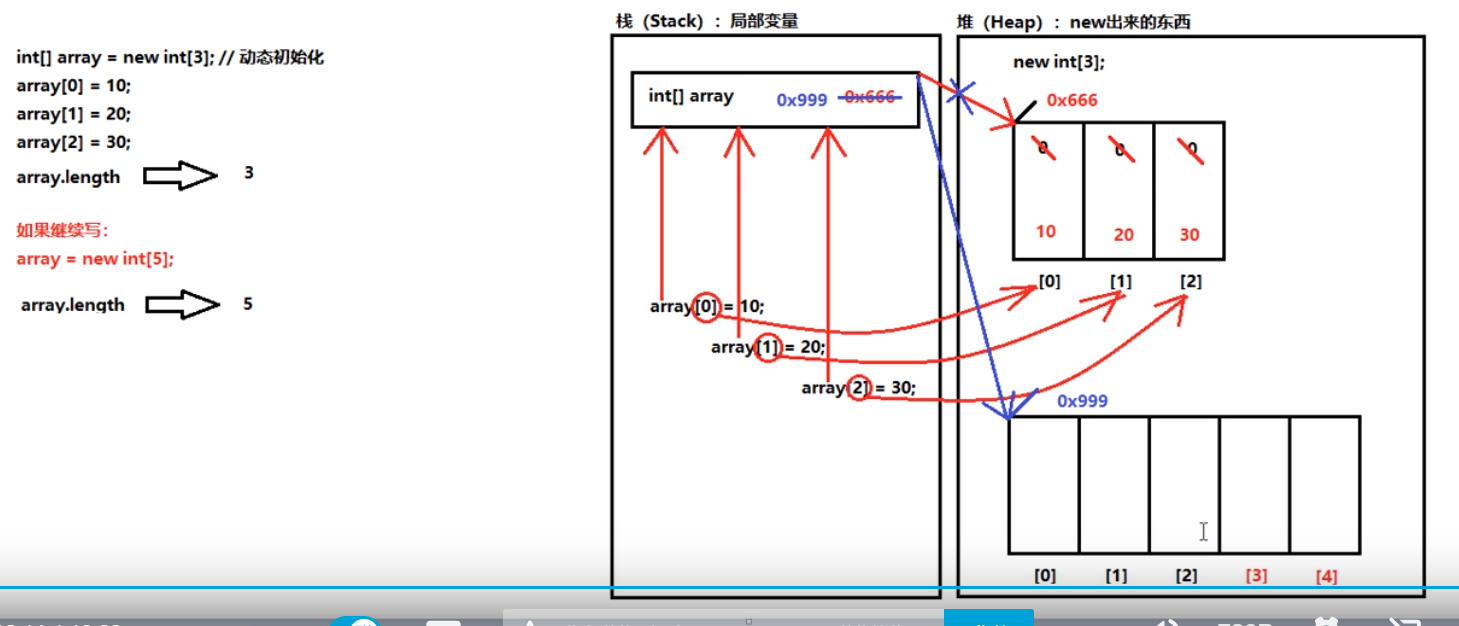 栈（Stack）：局部变量
堆（Heap）：new出来的东西
int[] array = new int[3]; // 动态初始化
array[0] = 10;
array[1] = 20;
array[2] = 30;
array.length
3
如果继续写：
array = new int[5];
array.length
5
int[] array
0x999
0x666
array[0] = 10;
array[1] = 20;
array[2] = 30;
new int[3];
0x666
0 0 0
10 20 30
[0] [1] [2]
0x999
[0] [1] [2] [3] [4]